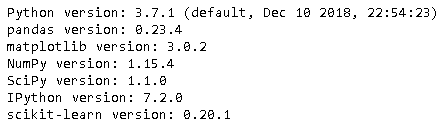 Python version: 3.7.1 (default, Dec 10 2018, 22:54:23)
pandas version: 0.23.4
matplotlib version: 3.0.2
NumPy version: 1.15.4
SciPy version: 1.1.0
IPython version: 7.2.0
scikit-learn version: 0.20.1